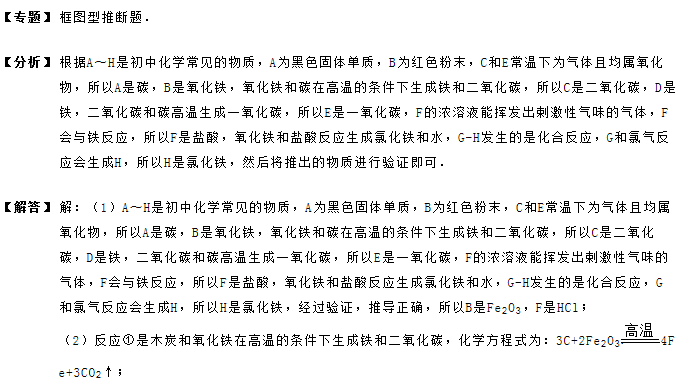 【专题】框图型推断题．
【分析】根据A～H是初中化学常见的物质，A为黑色固体单质，B为红色粉末，C和E常温下为气体且均属氧化
物，所以A是碳，B是氧化铁，氧化铁和碳在高温的条件下生成铁和二氧化碳，所以C是二氧化碳，D是
铁，二氧化碳和碳高温生成一氧化碳，所以E是一氧化碳，F的浓溶液能挥发出刺激性气味的气体，F
会与铁反应，所以F是盐酸，氧化铁和盐酸反应生成氯化铁和水，G-H发生的是化合反应，G和氯气反
应会生成H，所以H是氯化铁，然后将推出的物质进行验证即可．
【解答】解：（1）A～H是初中化学常见的物质，A为黑色固体单质，B为红色粉末，C和E常温下为气体且均属
氧化物，所以A是碳，B是氧化铁，氧化铁和碳在高温的条件下生成铁和二氧化碳，所以C是二氧化
碳，D是铁，二氧化碳和碳高温生成一氧化碳，所以E是一氧化碳，F的浓溶液能挥发出刺激性气味的
气体，F会与铁反应，所以F是盐酸，氧化铁和盐酸反应生成氯化铁和水，G-H发生的是化合反应，G
和氯气反应会生成H，所以H是氯化铁，经过验证，推导正确，所以B是Fe₂O₃，F是HCl；
（2）反应①是木炭和氧化铁在高温的条件下生成铁和二氧化碳，化学方程式为：3C+2Fe₂O₃高温4F
e+3CO₂↑；